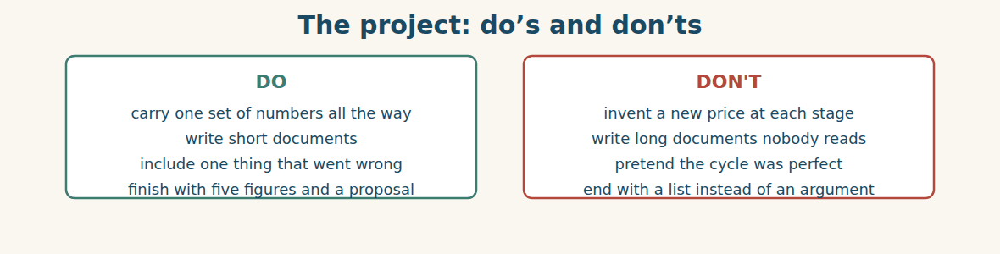 The project: do’s and don’ts
DO
carry one set of numbers all the way
write short documents
include one thing that went wrong
finish with five figures and a proposal
DON'T
invent a new price at each stage
write long documents nobody reads
pretend the cycle was perfect
end with a list instead of an argument